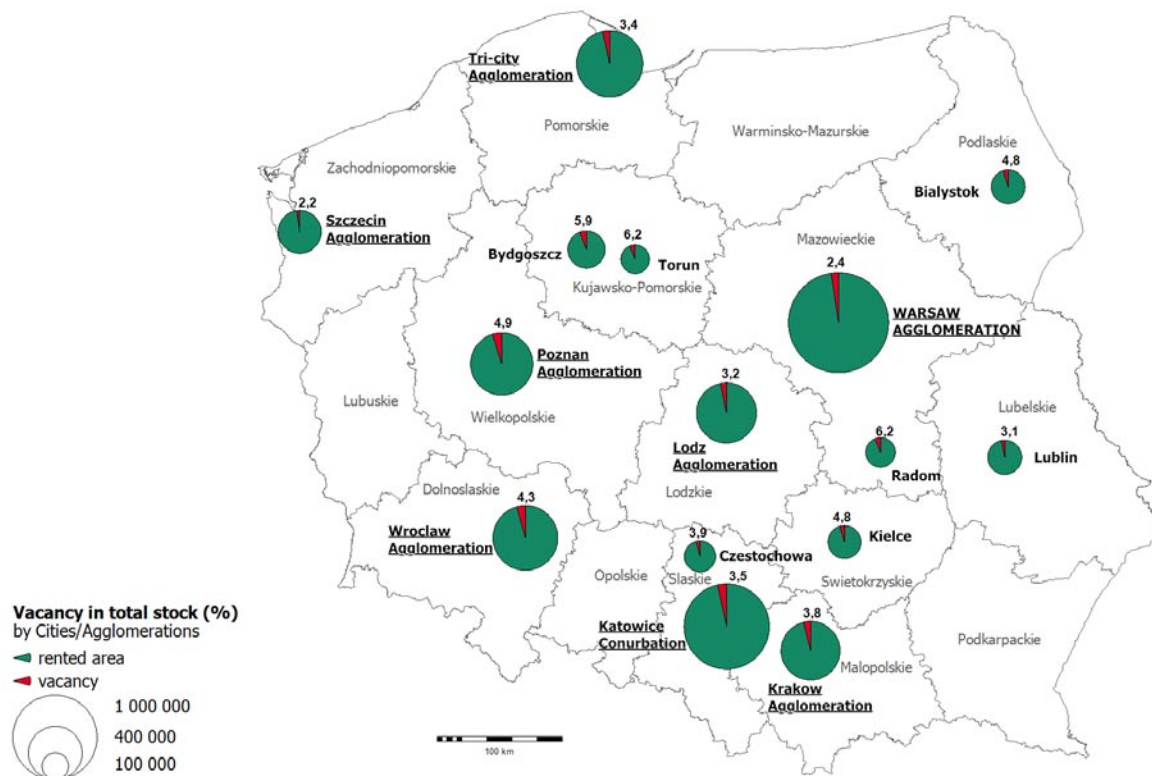 3,4
Tri-city
Agglomeration
Pomorskie
Warminsko-Mazurskie
Podlaskie
4,8
Bialystok
Zachodniopomorskie
2,2
Szczecin
Agglomeration
5,9
Bydgoszcz
6,2
Torun
Kujawsko-Pomorskie
Mazowieckie
2,4
WARSAW
AGGLOMERATION
4,9
Poznan
Agglomeration
Lubuskie
Wielkopolskie
3,2
Lodz
Agglomeration
Lodzkie
6,2
Radom
Lubelskie
3,1
Lublin
Dolnoslaskie
4,3
Wroclaw
Agglomeration
Opolskie
3,9
Czestochowa
Slaskie
3,5
Katowice
Conurbation
4,8
Kielce
Swietokrzyskie
3,8
Malopolskie
Krakow
Agglomeration
Podkarpackie
Vacancy in total stock (%)
by Cities/Agglomerations
rented area
vacancy
1 000 000
400 000
100 000
100 km